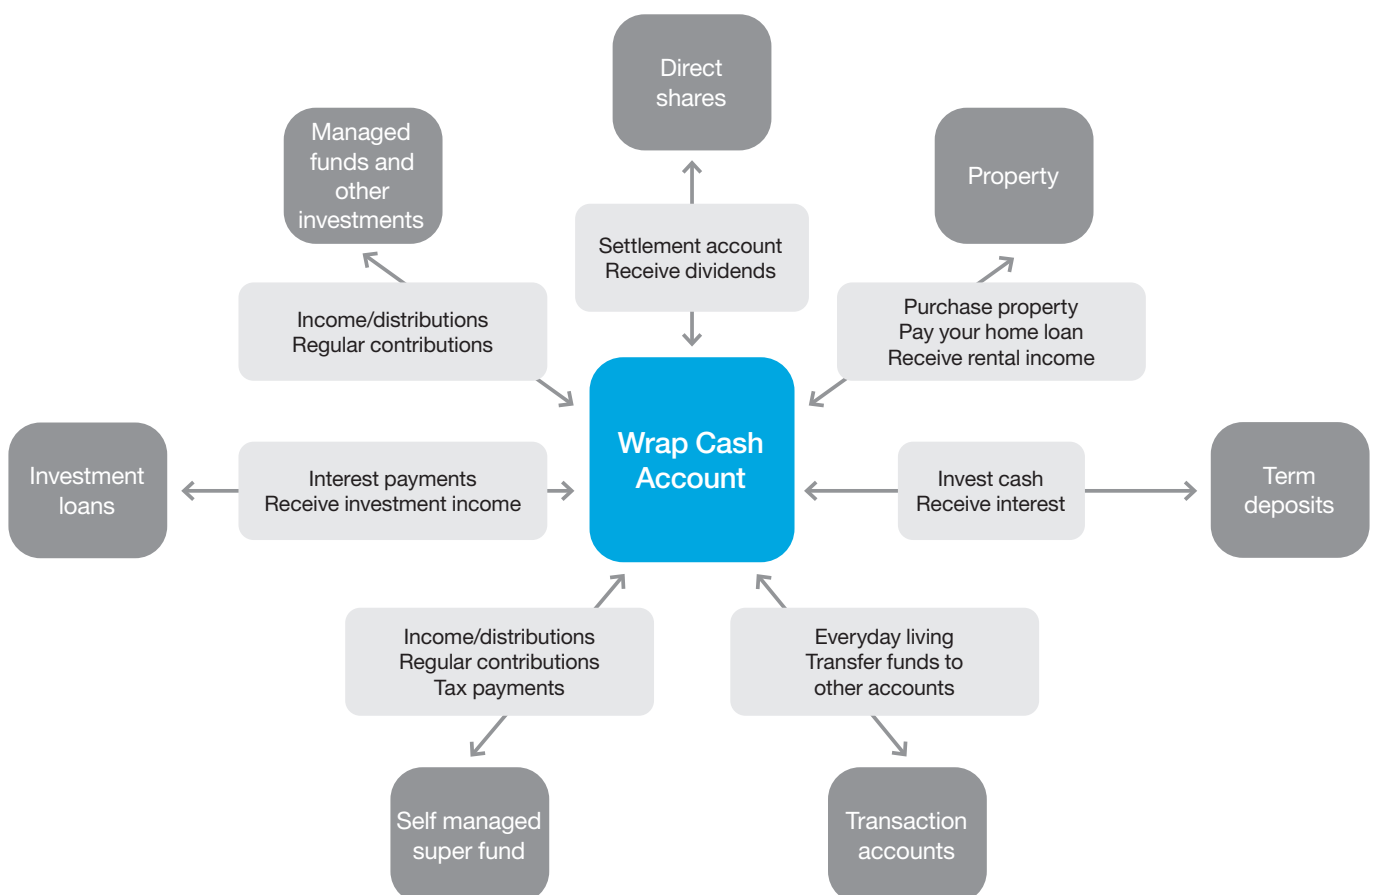 Direct
shares
Managed
funds and
other
investments
Property
Settlement account
Receive dividends
Income/distributions
Regular contributions
Purchase property
Pay your home loan
Receive rental income
Wrap Cash
Account
Investment
loans
Interest payments
Receive investment income
Invest cash
Receive interest
Term
deposits
Income/distributions
Regular contributions
Tax payments
Everyday living
Transfer funds to
other accounts
Self managed
super fund
Transaction
accounts